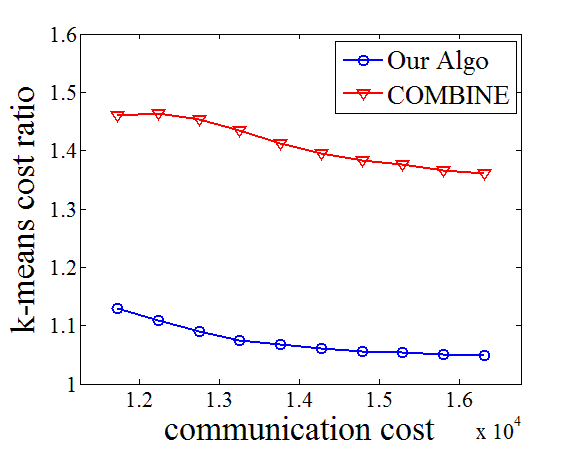 1.6
1.5
1.4
1.3
1.2
1.1
1
k-means cost ratio
Our Algo
COMBINE
1.2 1.3 1.4 1.5 1.6
communication cost
x 10^4